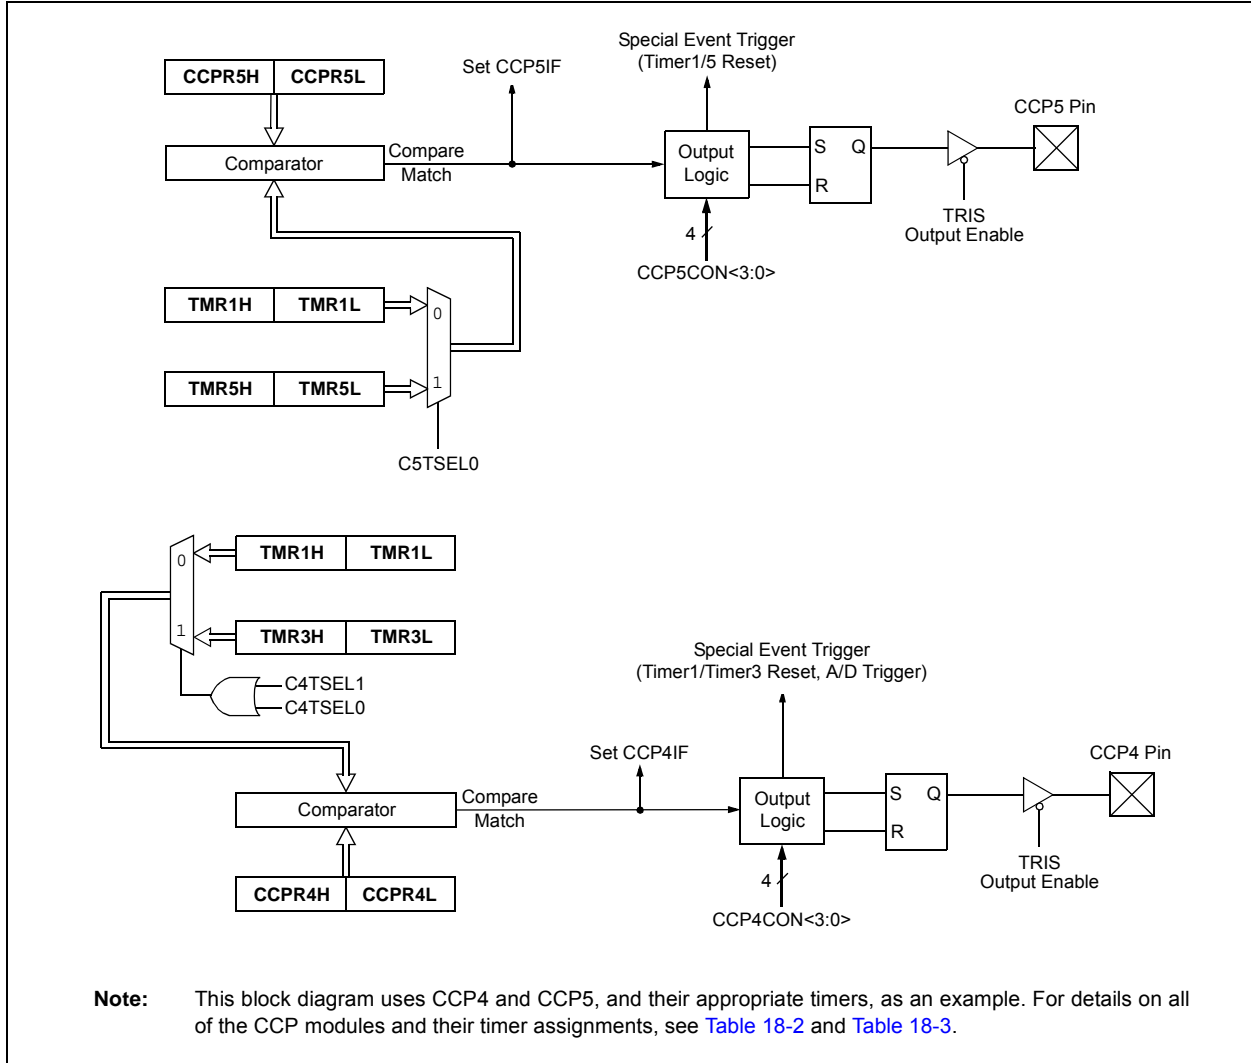 Special Event Trigger
(Timer1/5 Reset)
Set CCP5IF
CCPR5H CCPR5L
CCP5 Pin
Comparator
Compare
Match
Output
Logic
S Q
R
TRIS
Output Enable
4
CCP5CON<3:0>
TMR1H TMR1L
0
TMR5H TMR5L
1
C5TSEL0
TMR1H TMR1L
0
TMR3H TMR3L
1
C4TSEL1
C4TSEL0
Special Event Trigger
(Timer1/Timer3 Reset, A/D Trigger)
Set CCP4IF
CCP4 Pin
Comparator
Compare
Match
Output
Logic
S Q
R
TRIS
Output Enable
4
CCPR4H CCPR4L
CCP4CON<3:0>
Note: This block diagram uses CCP4 and CCP5, and their appropriate timers, as an example. For details on all
of the CCP modules and their timer assignments, see Table 18-2 and Table 18-3.